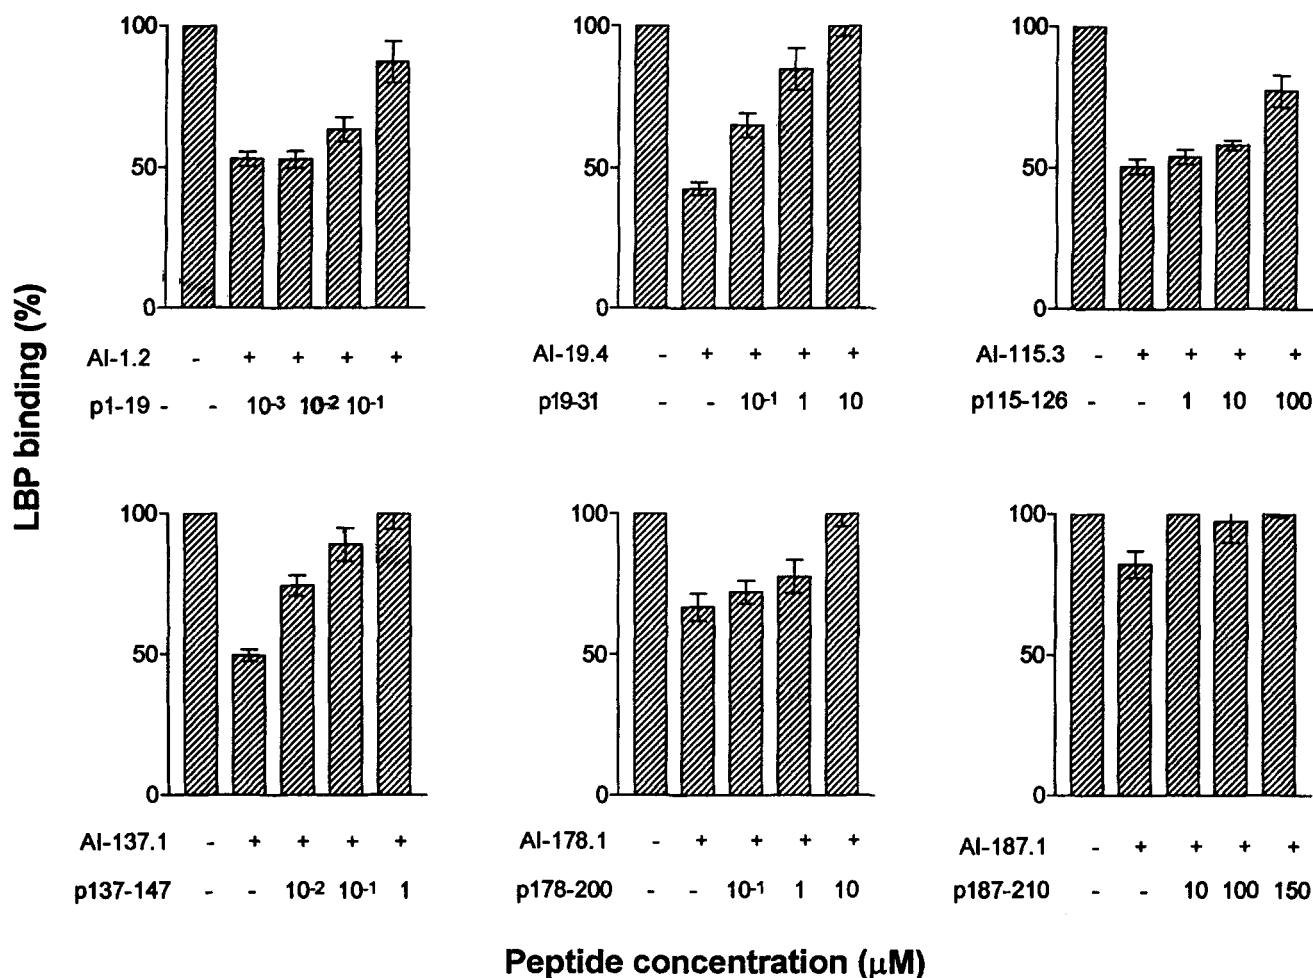 LBP binding (%)
100
50
0
AI-1.2 - + + + +
p1-19 - - 10-3 10-2 10-1
100
50
0
AI-19.4 - + + + +
p19-31 - - 10-1 1 10
100
50
0
AI-115.3 - + + + +
p115-126 - - 1 10 100
100
50
0
AI-137.1 - + + + +
p137-147 - - 10-2 10-1 1
100
50
0
AI-178.1 - + + + +
p178-200 - - 10-1 1 10
100
50
0
AI-187.1 - + + + +
p187-210 - - 10 100 150
Peptide concentration (μM)